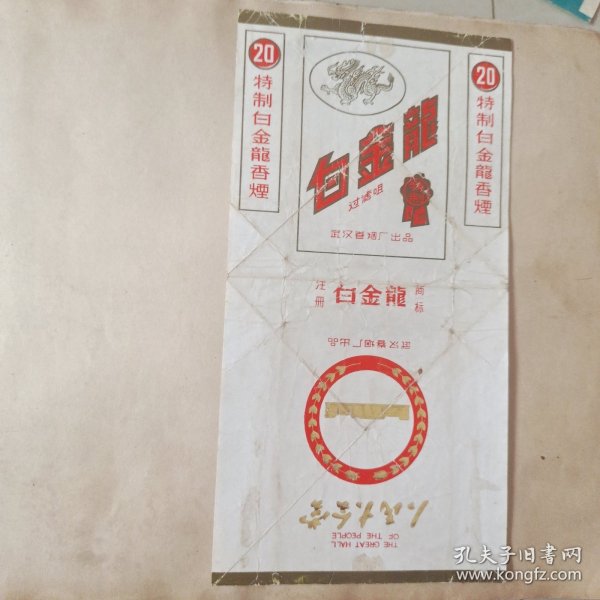 20
特制白金龍香煙
白金龍
过滤咀
武汉卷烟厂出品
20
特制白金龍香煙
注册
白金龍
商标
武汉卷烟厂出品
人民大会堂
THE GREAT HALL
OF THE PEOPLE
孔夫子旧书网
www.kongfz.com